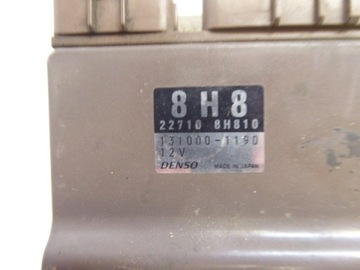 8H8
22710 8H810
131000-1190
12V
DENSO MADE IN JAPAN